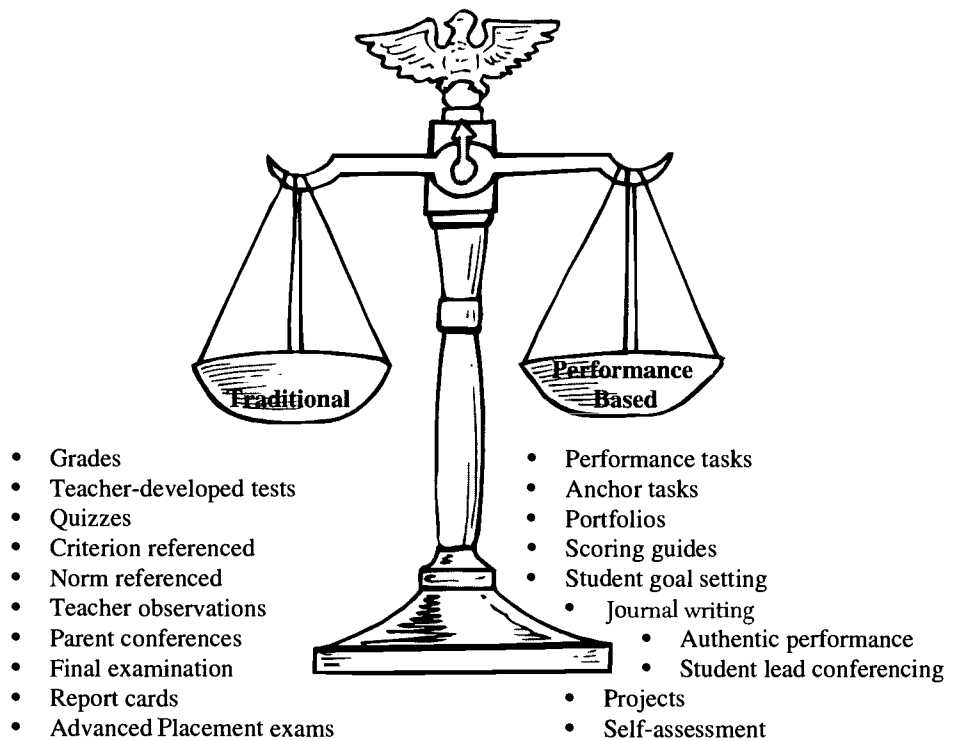 Traditional
Performance
Based
• Grades
• Teacher-developed tests
• Quizzes
• Criterion referenced
• Norm referenced
• Teacher observations
• Parent conferences
• Final examination
• Report cards
• Advanced Placement exams
• Performance tasks
• Anchor tasks
• Portfolios
• Scoring guides
• Student goal setting
• Journal writing
• Authentic performance
• Student lead conferencing
• Projects
• Self-assessment